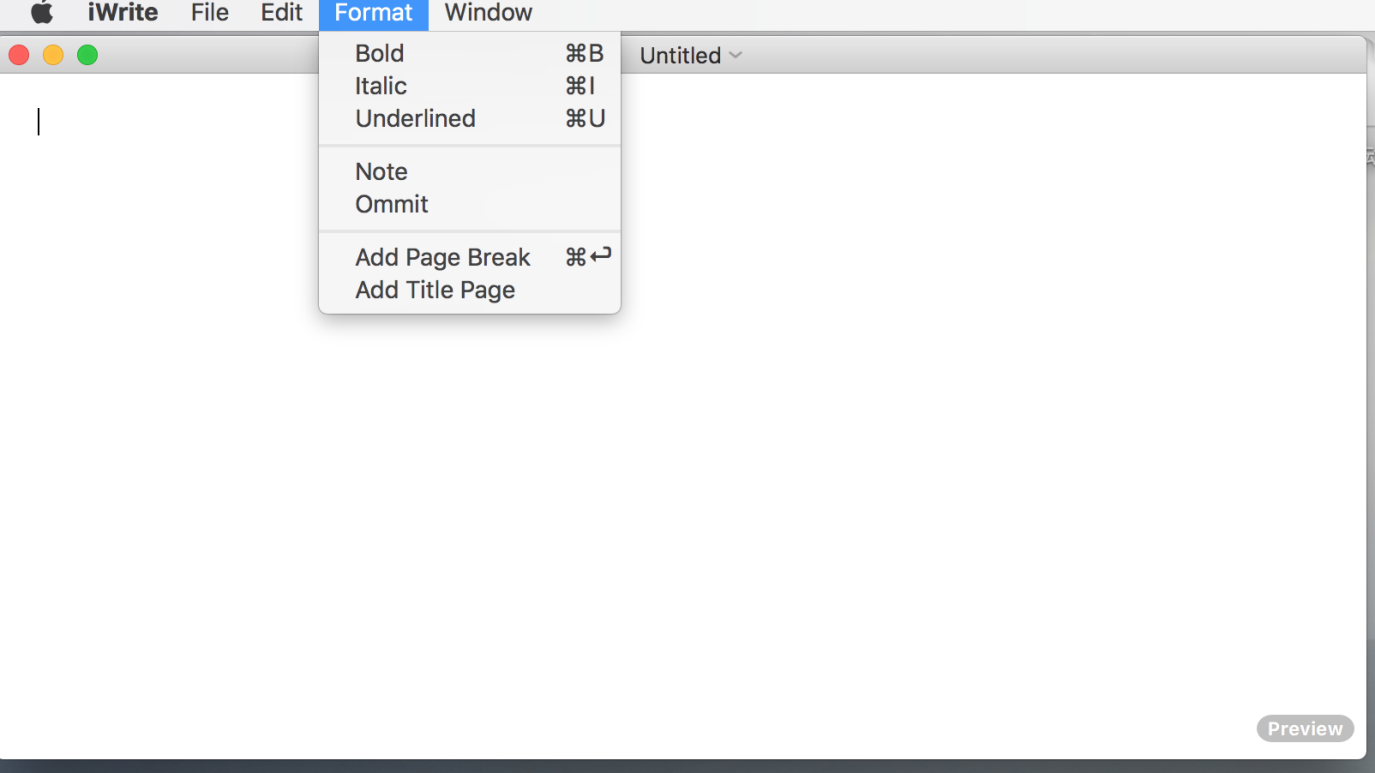 iWrite File Edit Format Window
Untitled
Bold ⌘B
Italic ⌘I
Underlined ⌘U
Note
Ommit
Add Page Break ⌘↩
Add Title Page
Preview